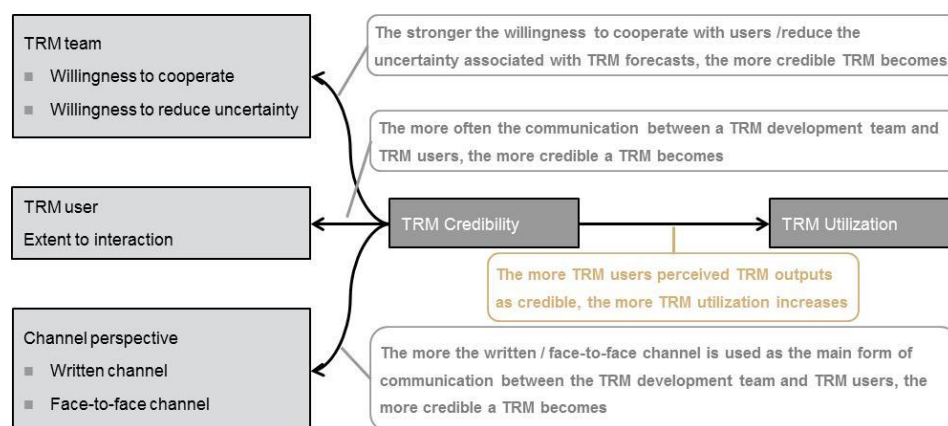 TRM team
Willingness to cooperate
Willingness to reduce uncertainty
The stronger the willingness to cooperate with users /reduce the
uncertainty associated with TRM forecasts, the more credible TRM becomes
The more often the communication between a TRM development team and
TRM users, the more credible a TRM becomes
TRM user
Extent to interaction
TRM Credibility
TRM Utilization
The more TRM users perceived TRM outputs
as credible, the more TRM utilization increases
Channel perspective
Written channel
Face-to-face channel
The more the written / face-to-face channel is used as the main form of
communication between the TRM development team and TRM users, the
more credible a TRM becomes